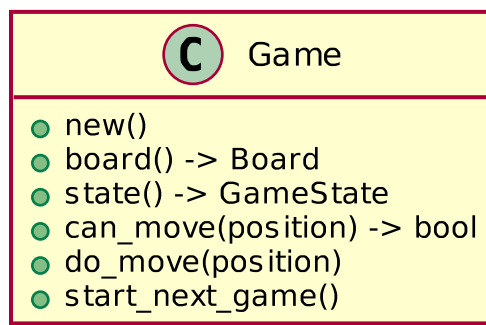 C Game
new()
board() -> Board
state() -> GameState
can_move(position) -> bool
do_move(position)
start_next_game()